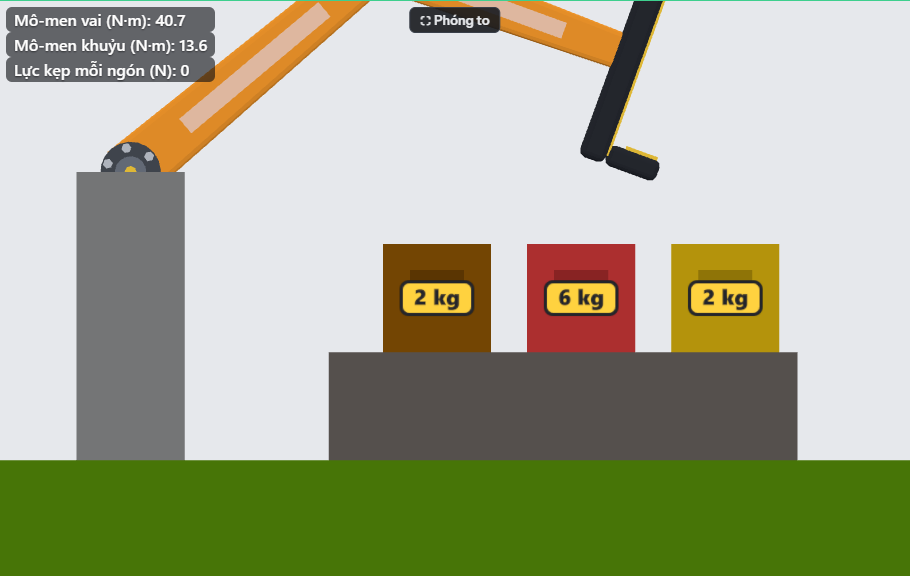 Mô-men vai (N·m): 40.7
Phóng to
Mô-men khuỷu (N·m): 13.6
Lực kẹp mỗi ngón (N): 0
2 kg
6 kg
2 kg